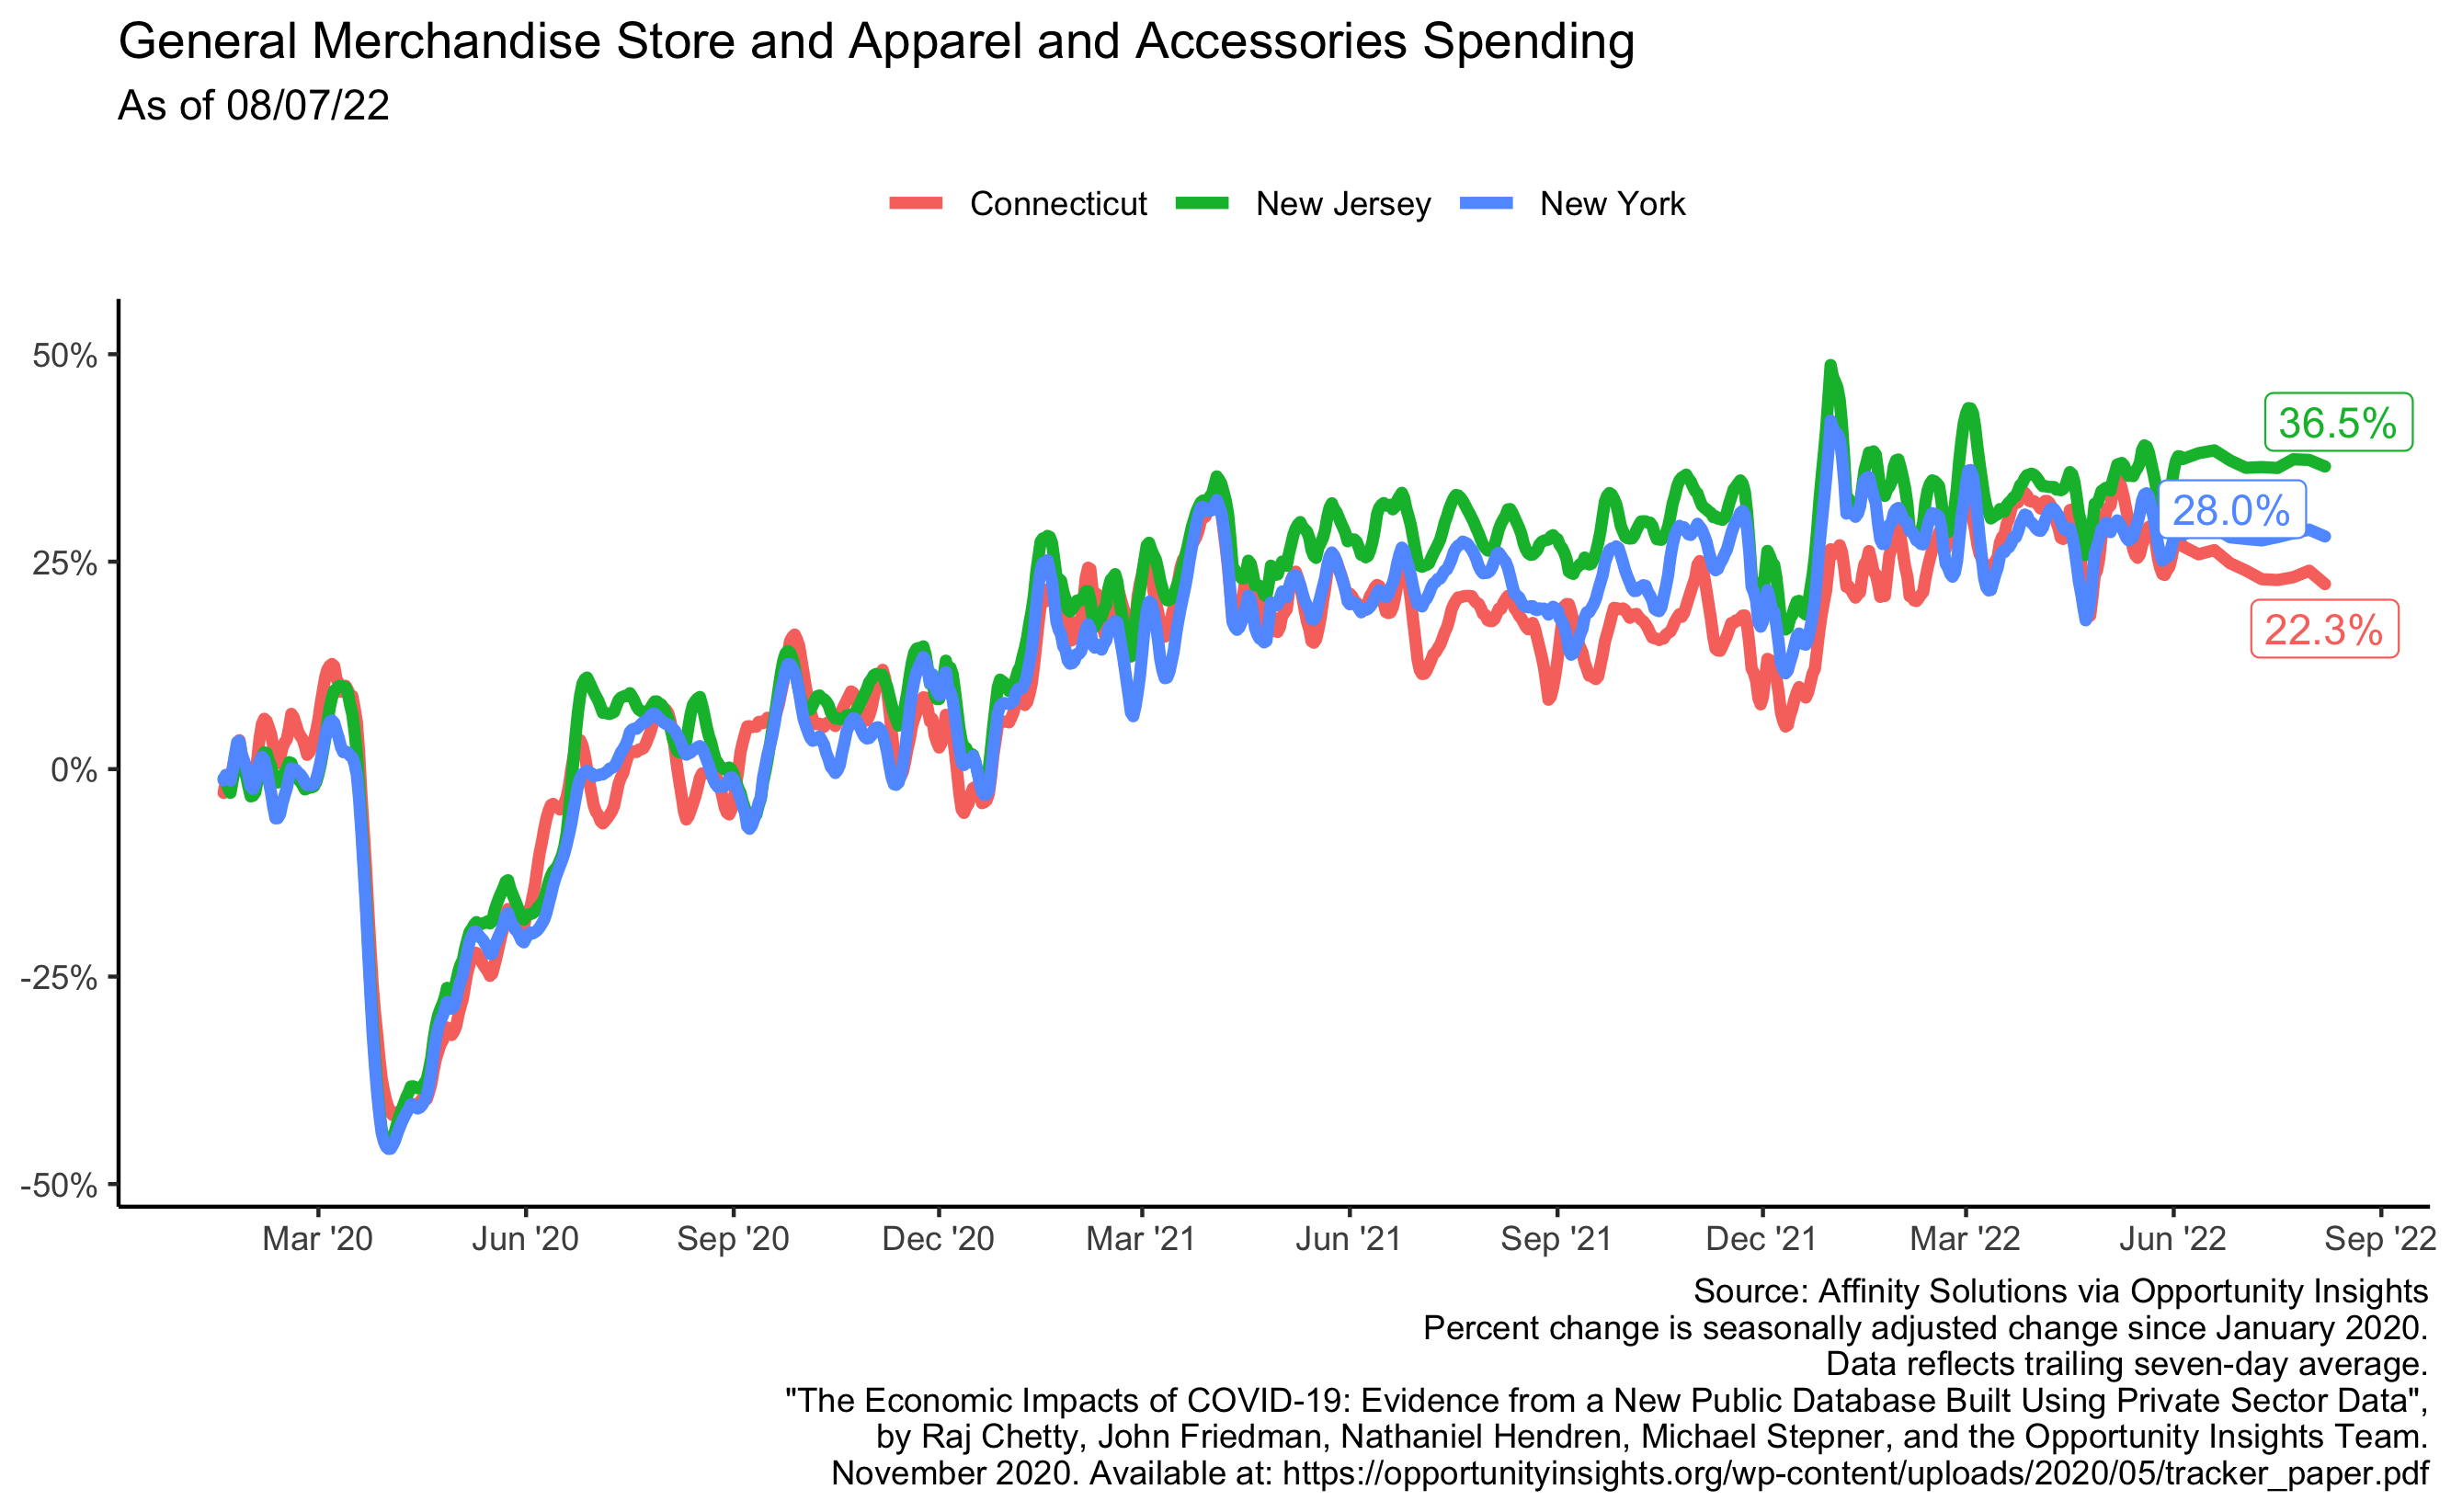 General Merchandise Store and Apparel and Accessories Spending
As of 08/07/22
Connecticut New Jersey New York
50%
25%
0%
-25%
-50%
36.5%
28.0%
22.3%
Mar '20 Jun '20 Sep '20 Dec '20 Mar '21 Jun '21 Sep '21 Dec '21 Mar '22 Jun '22 Sep '22
Source: Affinity Solutions via Opportunity Insights
Percent change is seasonally adjusted change since January 2020.
Data reflects trailing seven-day average.
"The Economic Impacts of COVID-19: Evidence from a New Public Database Built Using Private Sector Data",
by Raj Chetty, John Friedman, Nathaniel Hendren, Michael Stepner, and the Opportunity Insights Team.
November 2020. Available at: https://opportunityinsights.org/wp-content/uploads/2020/05/tracker_paper.pdf